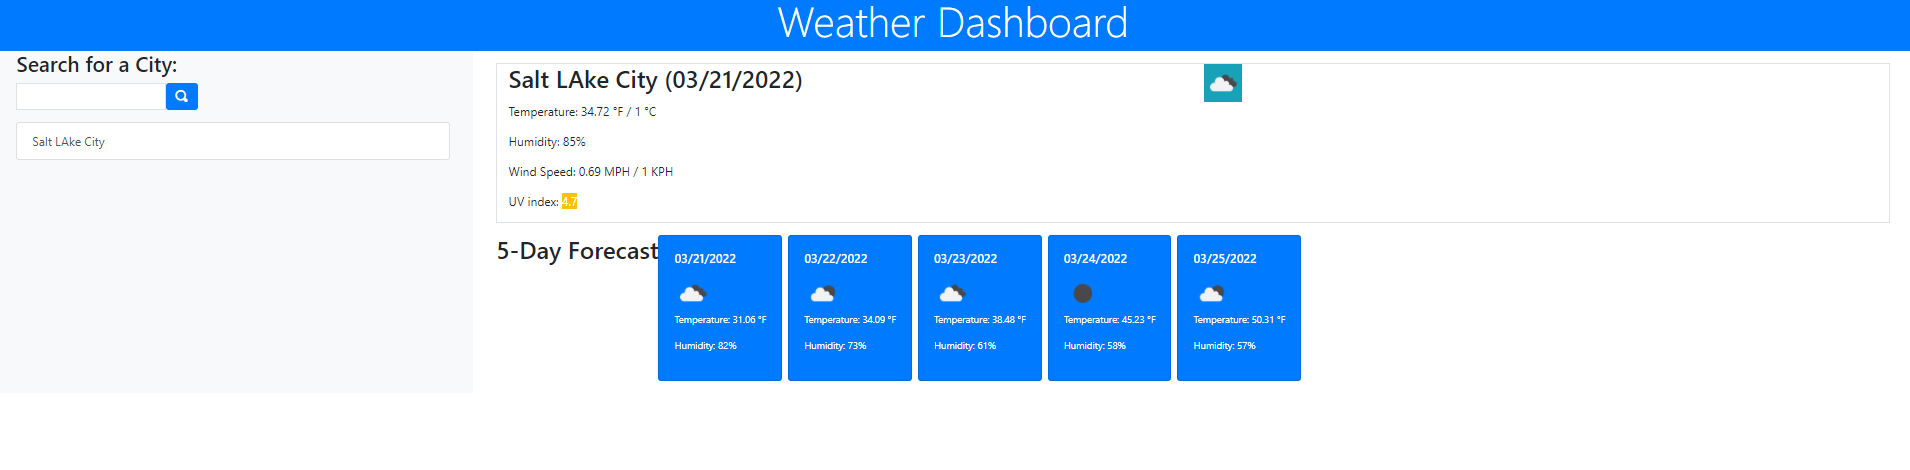 Weather Dashboard
Search for a City:
Salt LAke City
Salt LAke City (03/21/2022)
Temperature: 34.72 °F / 1 °C
Humidity: 85%
Wind Speed: 0.69 MPH / 1 KPH
UV index: 4.7
5-Day Forecast
03/21/2022
Temperature: 31.06 °F
Humidity: 82%
03/22/2022
Temperature: 34.09 °F
Humidity: 73%
03/23/2022
Temperature: 38.48 °F
Humidity: 61%
03/24/2022
Temperature: 45.23 °F
Humidity: 58%
03/25/2022
Temperature: 50.31 °F
Humidity: 57%